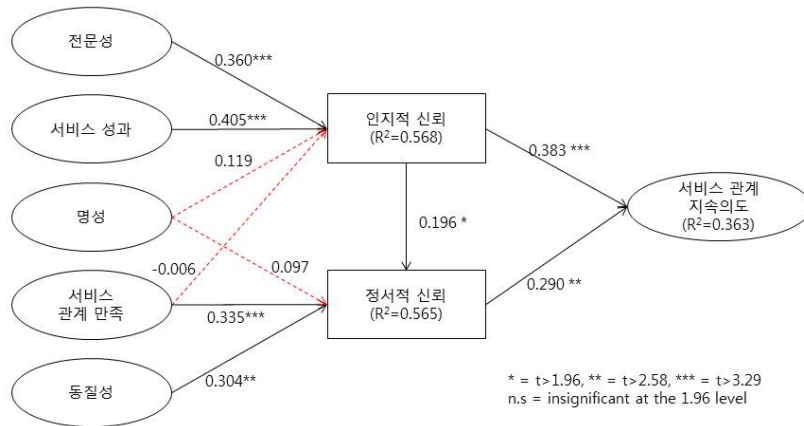 전문성
0.360***
인지적 신뢰
(R²=0.568)
서비스 성과
0.405***
0.383 ***
0.119
서비스 관계
지속의도
(R²=0.363)
명성
0.196 *
-0.006
0.097
서비스
관계 만족
정서적 신뢰
(R²=0.565)
0.290 **
0.335***
동질성
0.304**
* = t>1.96, ** = t>2.58, *** = t>3.29
n.s = insignificant at the 1.96 level